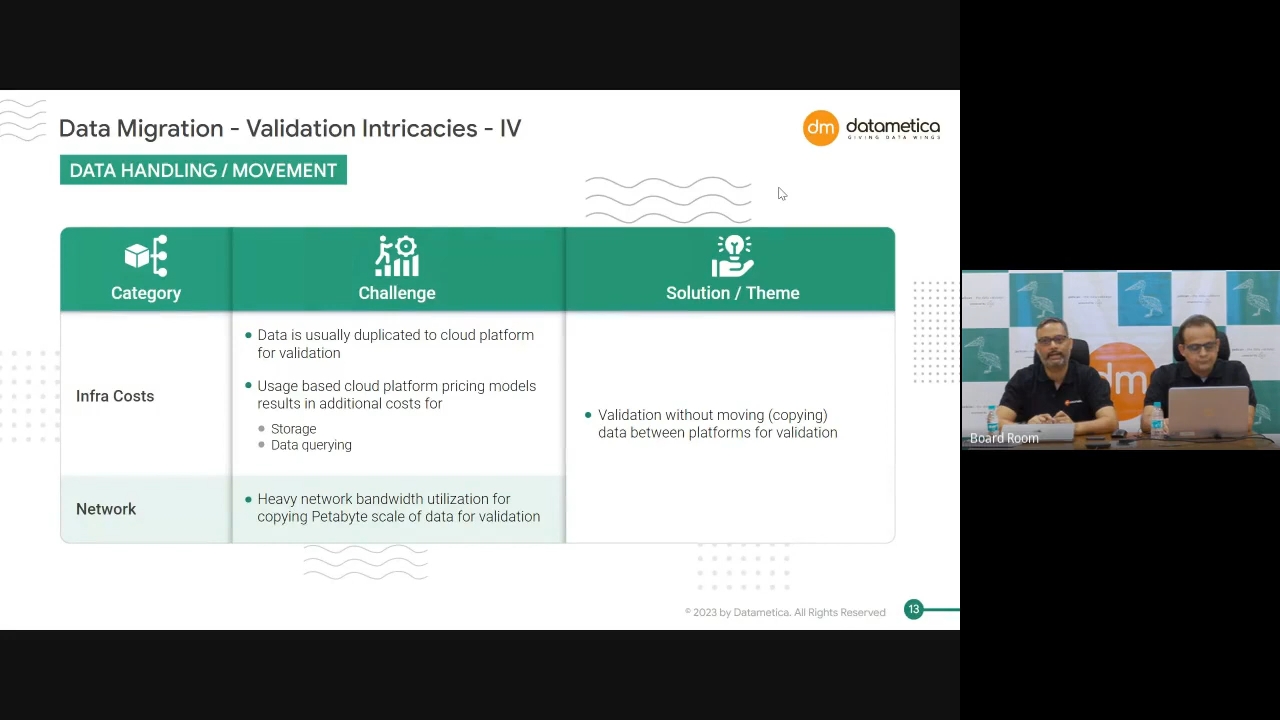 Data Migration - Validation Intricacies - IV
dm datametica
GIVING DATA WINGS
DATA HANDLING / MOVEMENT
Category
Challenge
Solution / Theme
Infra Costs
Data is usually duplicated to cloud platform
for validation
Usage based cloud platform pricing models
results in additional costs for
Storage
Data querying
Validation without moving (copying)
data between platforms for validation
Network
Heavy network bandwidth utilization for
copying Petabyte scale of data for validation
© 2023 by Datametica. All Rights Reserved
13
dm
Board Room